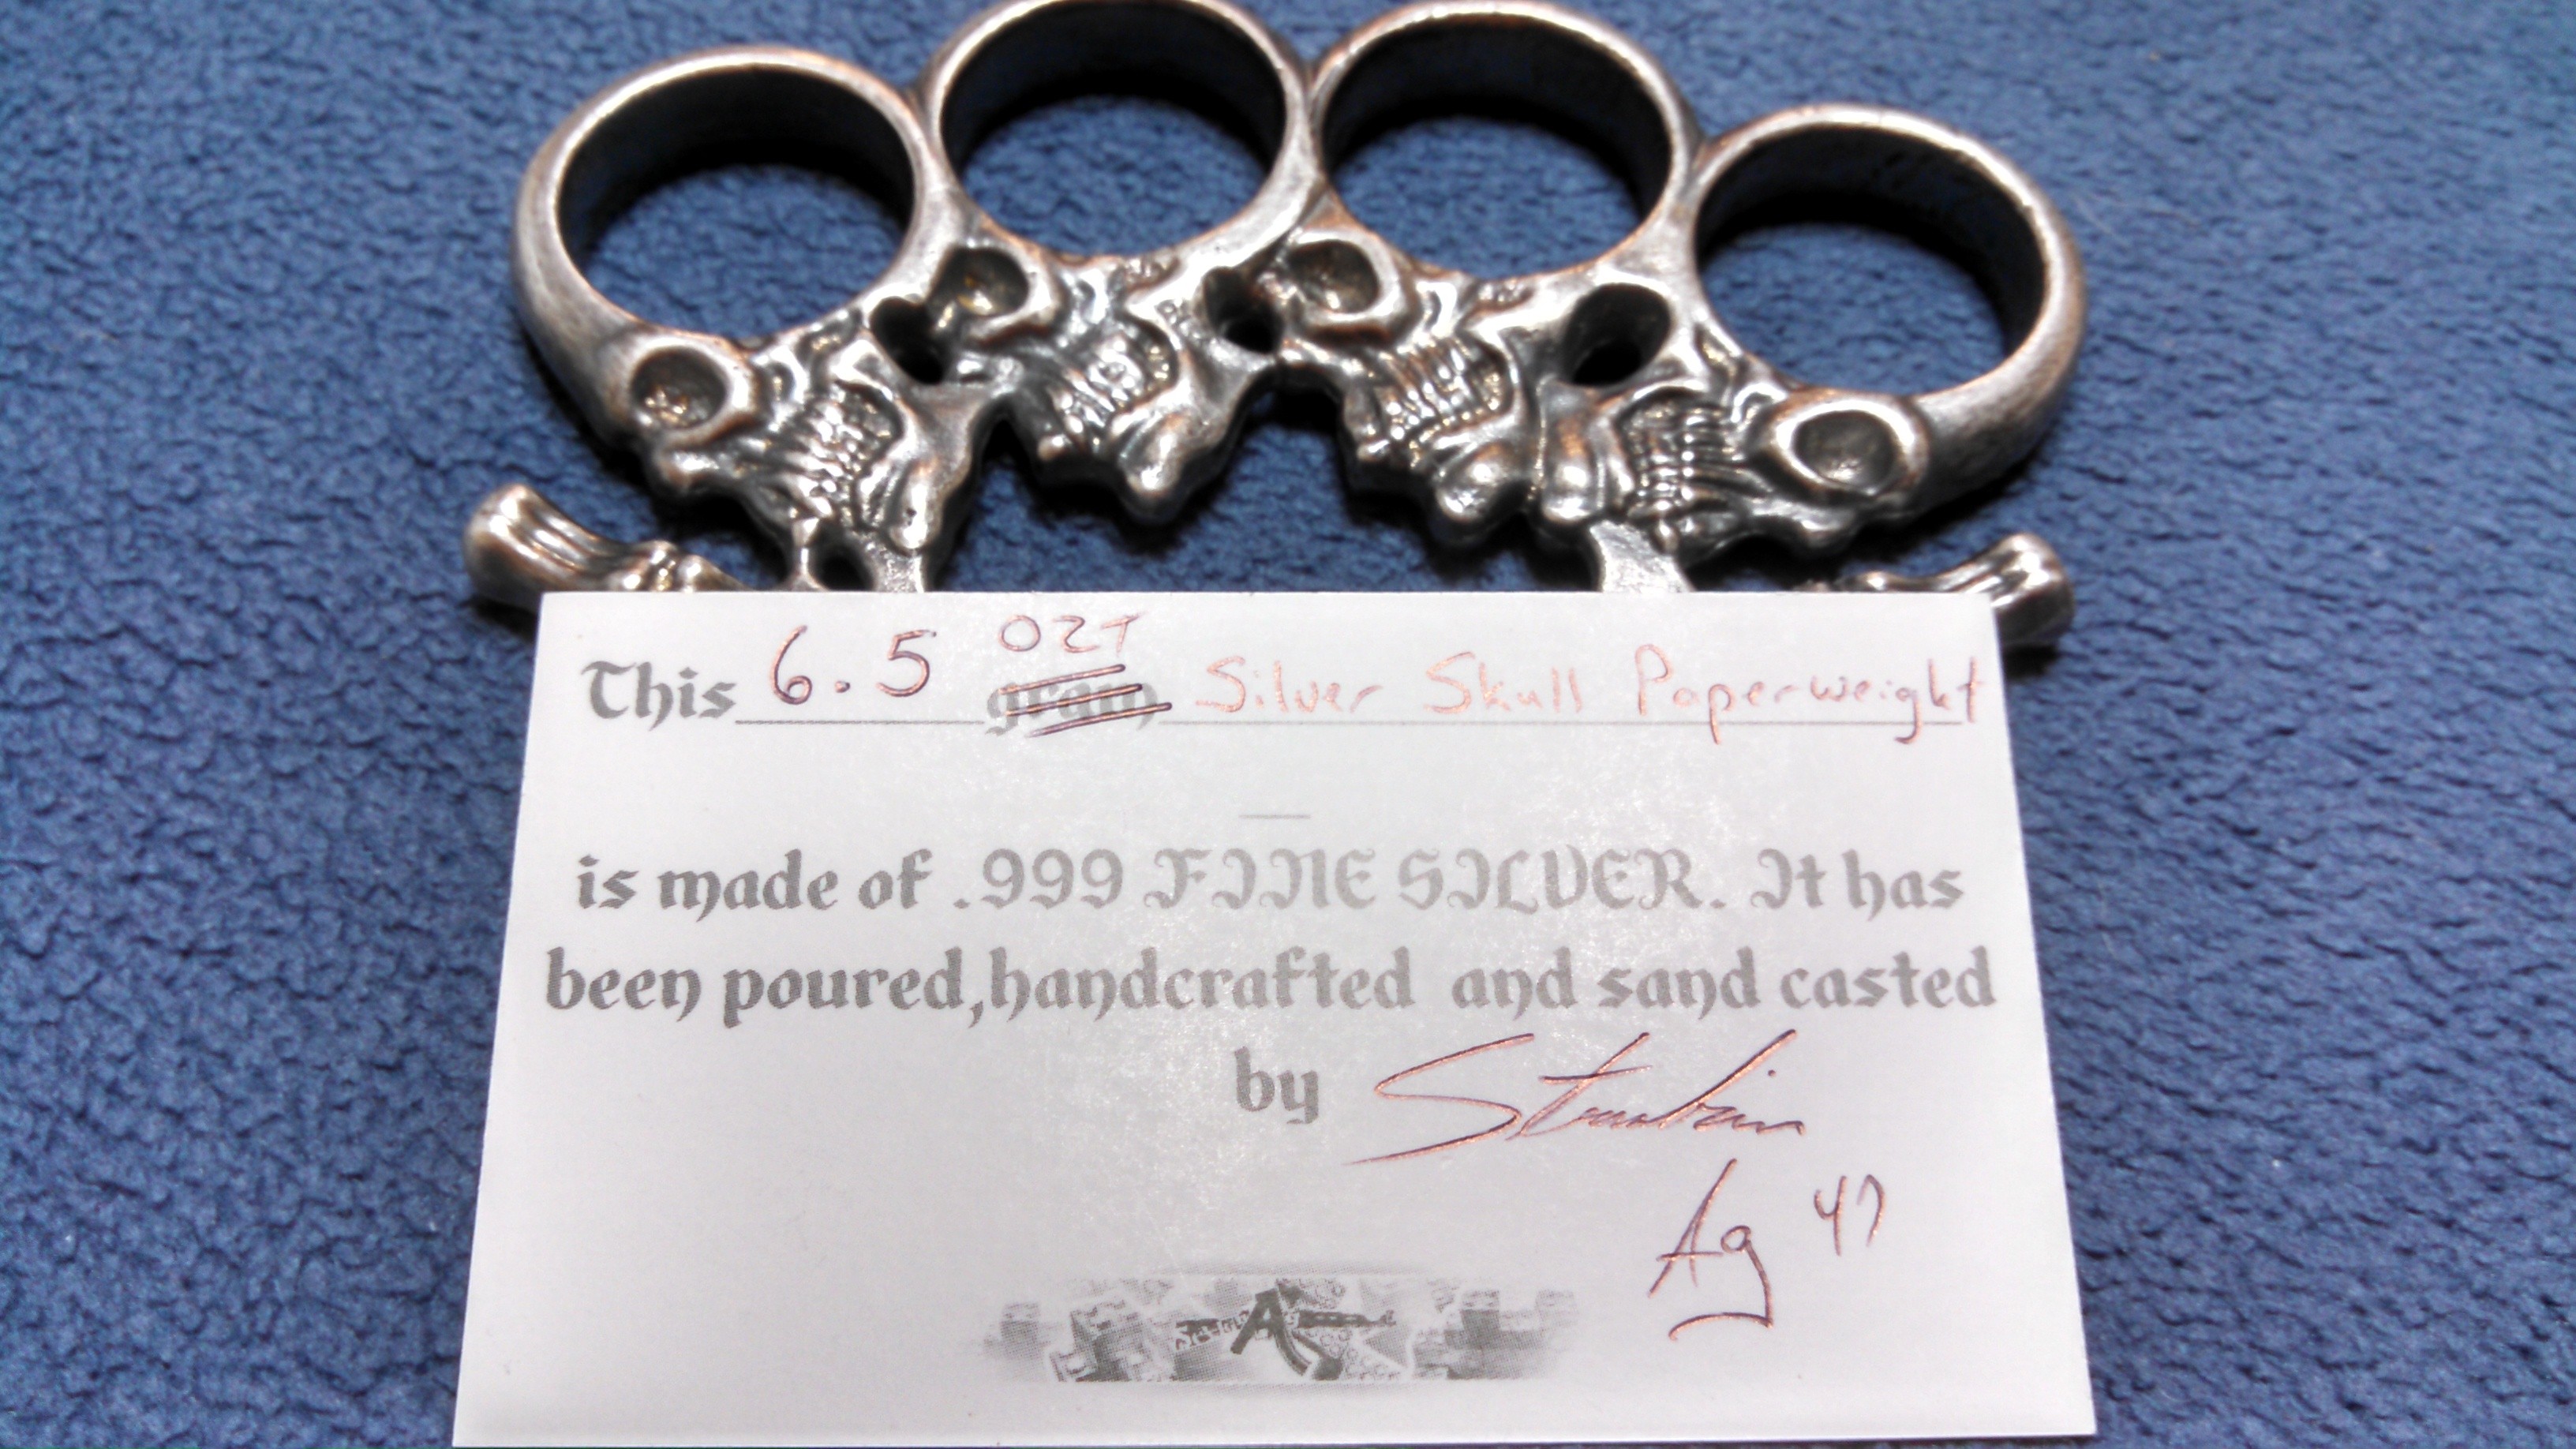 This 6.5 OZT gram Silver Skull Paperweight
is made of .999 FINE SILVER. It has
been poured,handcrafted and sand casted
by
Ag 47